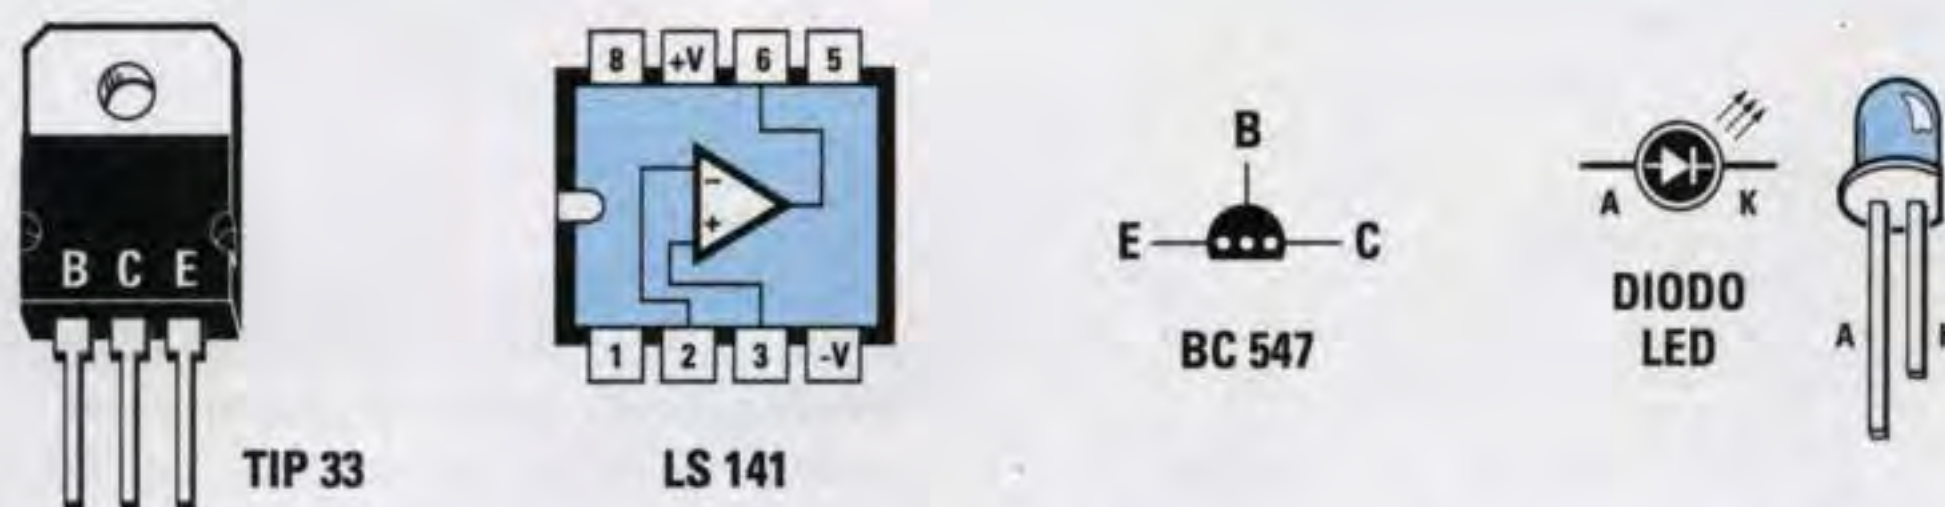 B C E
TIP 33
8 +V 6 5
-
+
1 2 3 -V
LS 141
B
E C
BC 547
A K
DIODO
LED
A